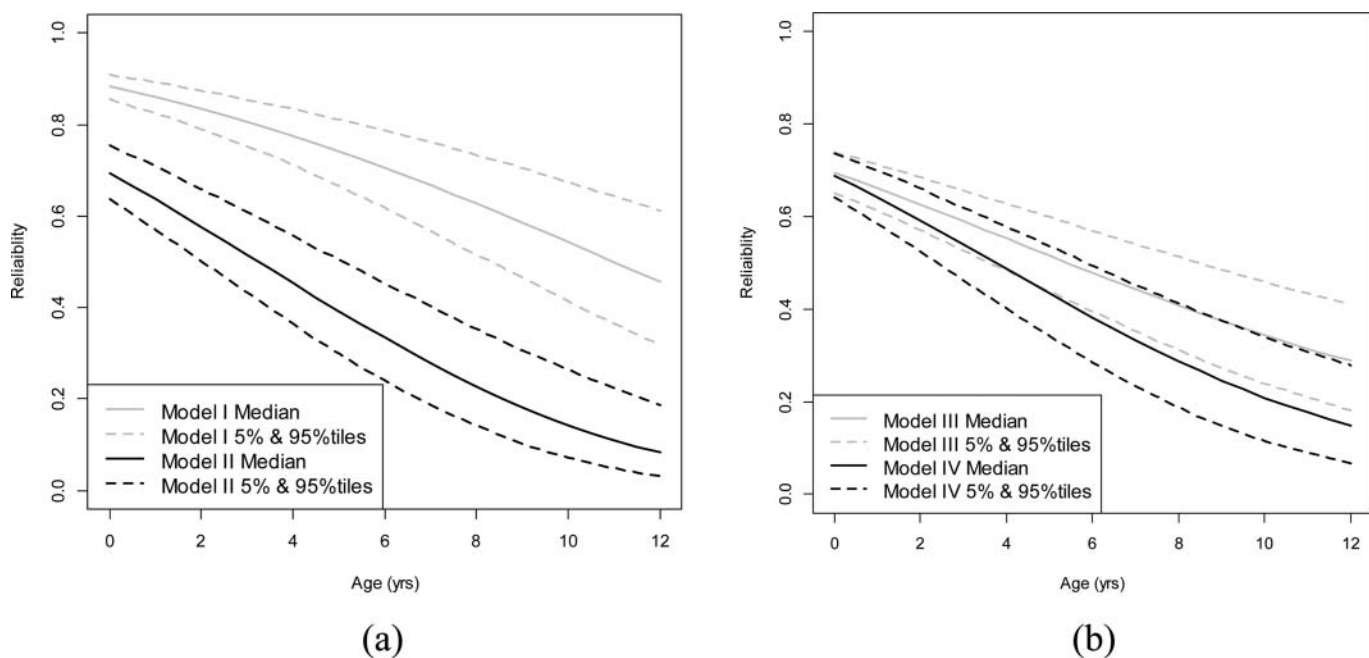 1.0
0.8
0.6
0.4
0.2
0.0
Reliaiblity
Model I Median
Model I 5% & 95%tiles
Model II Median
Model II 5% & 95%tiles
0 2 4 6 8 10 12
Age (yrs)
(a)
1.0
0.8
0.6
0.4
0.2
0.0
Reliaiblity
Model III Median
Model III 5% & 95%tiles
Model IV Median
Model IV 5% & 95%tiles
0 2 4 6 8 10 12
Age (yrs)
(b)